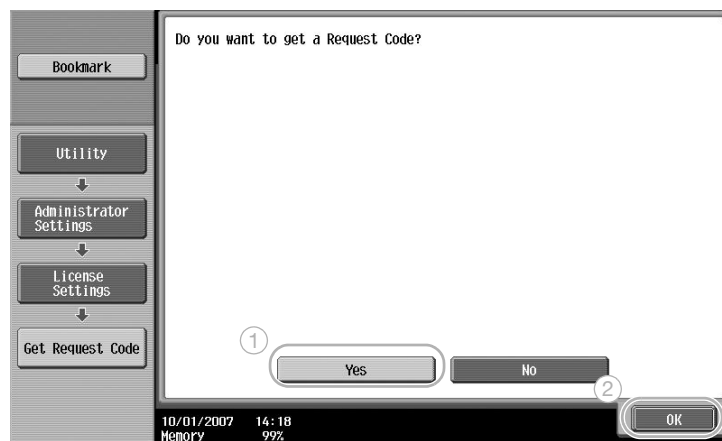 Do you want to get a Request Code?
Bookmark
Utility
Administrator
Settings
License
Settings
Get Request Code
1
Yes
No
2
OK
10/01/2007 14:18
Memory 99%